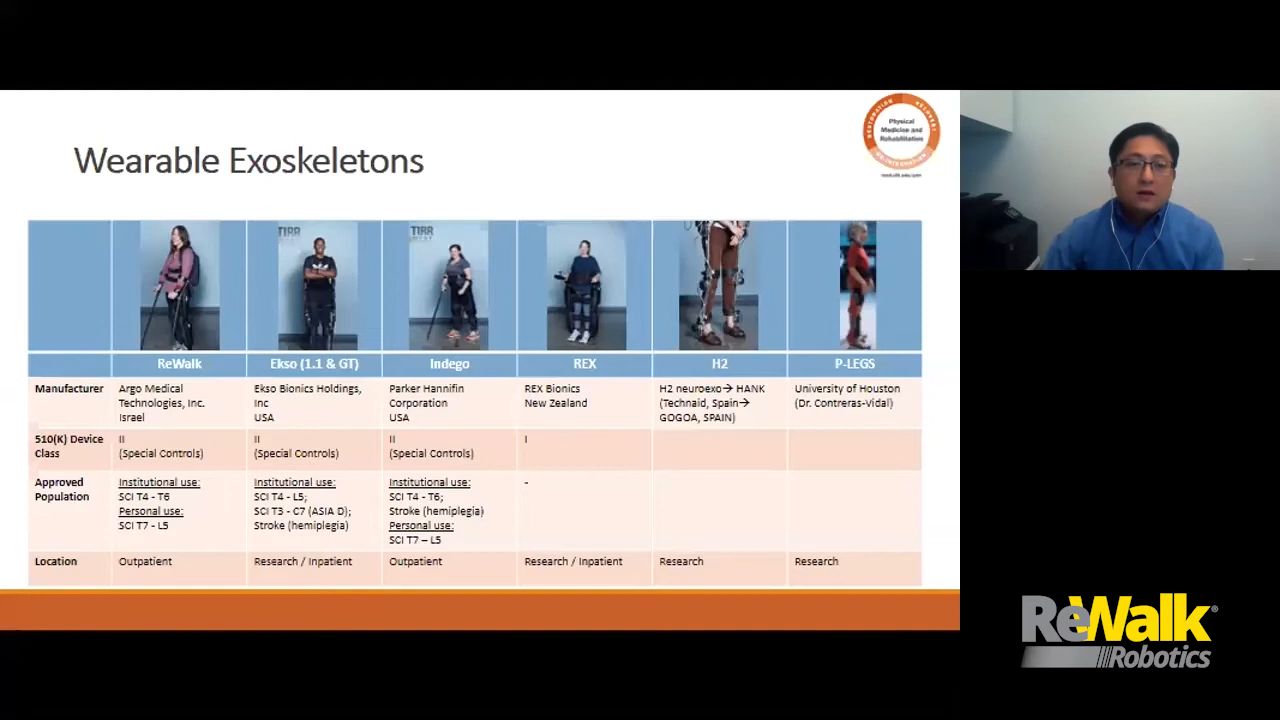 Wearable Exoskeletons
RESTORATION
RECOVERY
REINTEGRATION
Physical
Medicine and
Rehabilitation
TIRR
TIRR
ReWalk
Ekso (1.1 & GT)
Indego
REX
H2
P-LEGS
Manufacturer
Argo Medical
Technologies, Inc.
Israel
Ekso Bionics Holdings,
Inc
USA
Parker Hannifin
Corporation
USA
REX Bionics
New Zealand
H2 neuroexo→ HANK
(Technaid, Spain→
GOGOA, SPAIN)
University of Houston
(Dr. Contreras-Vidal)
510(K) Device
Class
II
(Special Controls)
II
(Special Controls)
II
(Special Controls)
I
Approved
Population
Institutional use:
SCI T4 - T6
Personal use:
SCI T7 - L5
Institutional use:
SCI T4 - L5;
SCI T3 - C7 (ASIA D);
Stroke (hemiplegia)
Institutional use:
SCI T4 - T6;
Stroke (hemiplegia)
Personal use:
SCI T7 – L5
-
Location
Outpatient
Research / Inpatient
Outpatient
Research / Inpatient
Research
Research
ReWalk®
Robotics